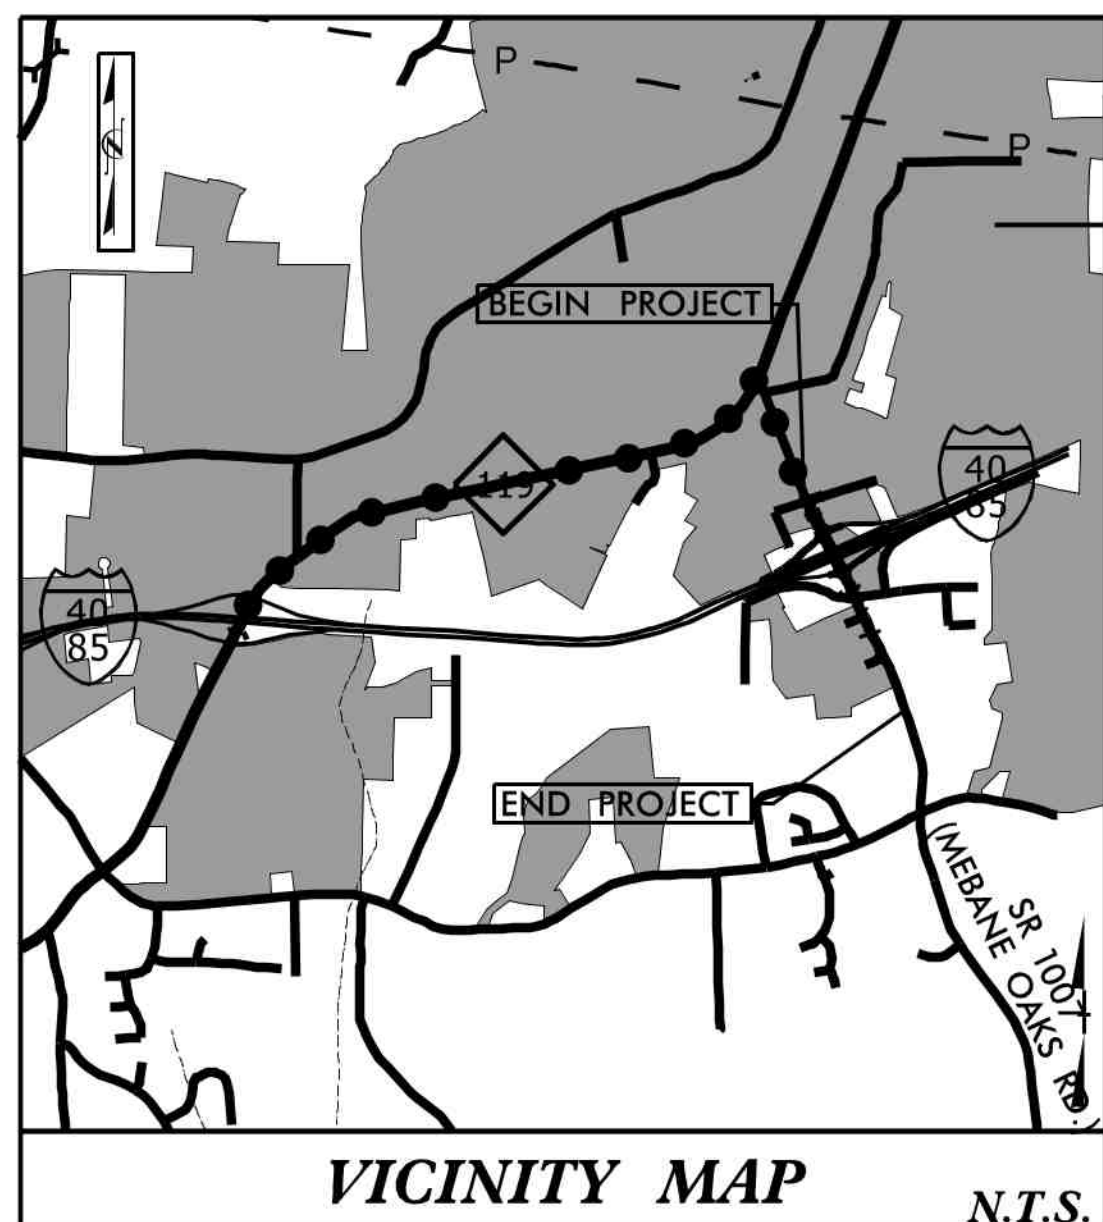 P
P
BEGIN PROJECT
119
40
85
40
85
END PROJECT
SR 1007
(MEBANE OAKS RD.)
VICINITY MAP
N.T.S.